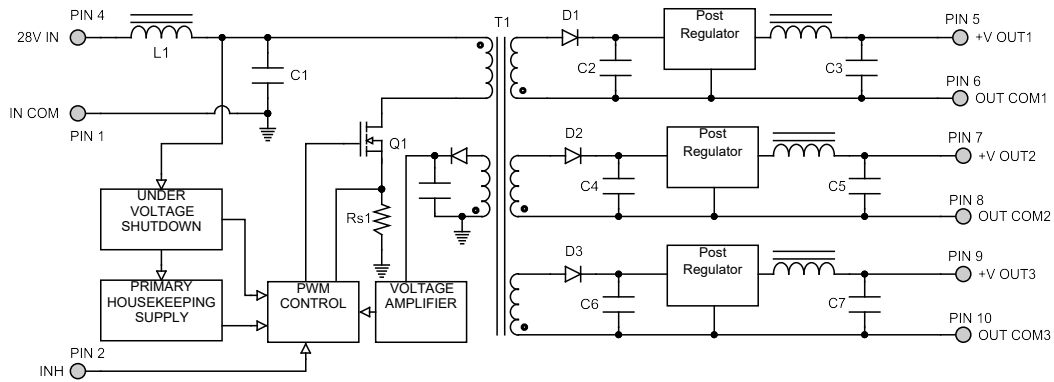 PIN 4
28V IN
L1
C1
IN COM
PIN 1
T1
Q1
Rs1
UNDER
VOLTAGE
SHUTDOWN
PRIMARY
HOUSEKEEPING
SUPPLY
PWM
CONTROL
VOLTAGE
AMPLIFIER
PIN 2
INH
D1
C2
Post
Regulator
C3
PIN 5
+V OUT1
PIN 6
OUT COM1
D2
C4
Post
Regulator
C5
PIN 7
+V OUT2
PIN 8
OUT COM2
D3
C6
Post
Regulator
C7
PIN 9
+V OUT3
PIN 10
OUT COM3